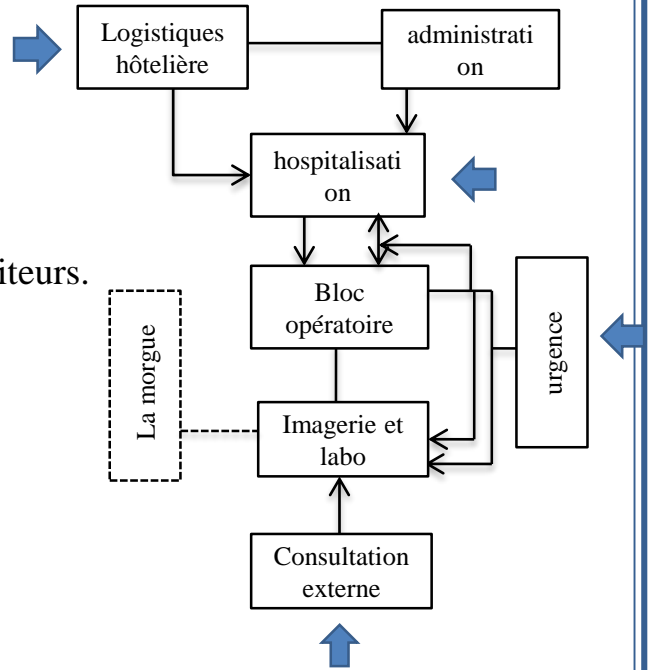 Logistiques
hôtelière
administrati
on
hospitalisati
on
iteurs.
Bloc
opératoire
urgence
La morgue
Imagerie et
labo
Consultation
externe